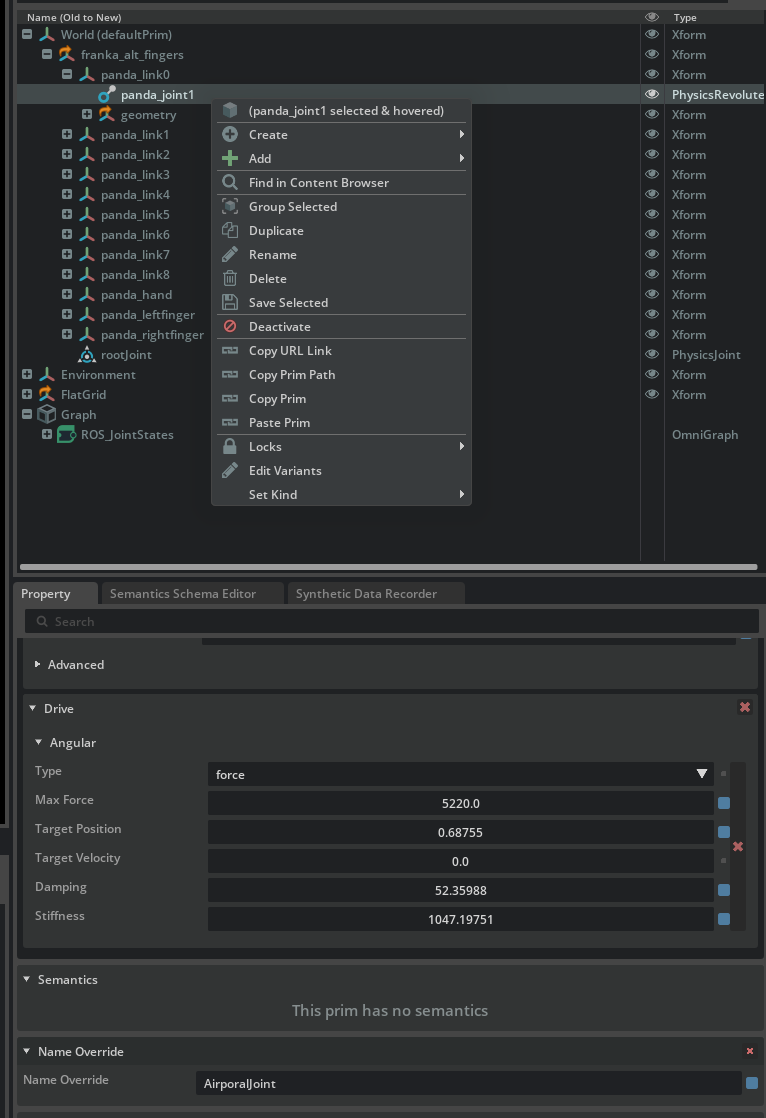 Name (Old to New) Type
World (defaultPrim) Xform
franka_alt_fingers Xform
panda_link0 Xform
panda_joint1 PhysicsRevolute
(panda_joint1 selected & hovered)
geometry Xform
panda_link1 Create Xform
panda_link2 Add Xform
panda_link3 Find in Content Browser Xform
panda_link4 Xform
Group Selected
panda_link5 Xform
panda_link6 Duplicate Xform
panda_link7 Rename Xform
panda_link8 Delete Xform
panda_hand Xform
Save Selected
panda_leftfinger Xform
panda_rightfinger Deactivate Xform
rootJoint Copy URL Link PhysicsJoint
Environment Copy Prim Path Xform
FlatGrid Copy Prim Xform
Graph
Paste Prim
ROS_JointStates OmniGraph
Locks
Edit Variants
Set Kind
Property Semantics Schema Editor Synthetic Data Recorder
Search
Advanced
Drive
Angular
Type force
Max Force 5220.0
Target Position 0.68755
Target Velocity 0.0
Damping 52.35988
Stiffness 1047.19751
Semantics
This prim has no semantics
Name Override
Name Override AirporalJoint